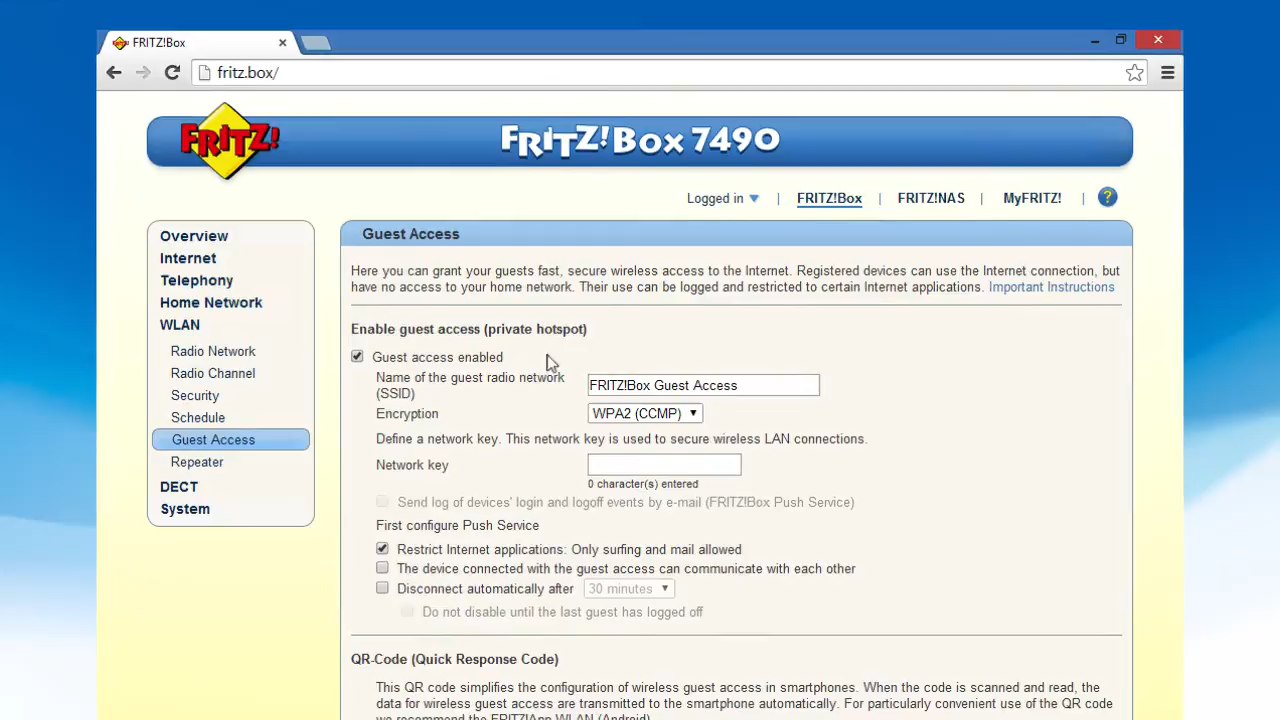 FRITZ!Box
fritz.box/
FRITZ!
FRITZ!Box 7490
Logged in | FRITZ!Box | FRITZ!NAS | MyFRITZ! | ?
Overview
Internet
Telephony
Home Network
WLAN
Radio Network
Radio Channel
Security
Schedule
Guest Access
Repeater
DECT
System
Guest Access
Here you can grant your guests fast, secure wireless access to the Internet. Registered devices can use the Internet connection, but
have no access to your home network. Their use can be logged and restricted to certain Internet applications. Important Instructions
Enable guest access (private hotspot)
Guest access enabled
Name of the guest radio network
(SSID)
FRITZ!Box Guest Access
Encryption WPA2 (CCMP)
Define a network key. This network key is used to secure wireless LAN connections.
Network key
0 character(s) entered
Send log of devices' login and logoff events by e-mail (FRITZ!Box Push Service)
First configure Push Service
Restrict Internet applications: Only surfing and mail allowed
The device connected with the guest access can communicate with each other
Disconnect automatically after 30 minutes
Do not disable until the last guest has logged off
QR-Code (Quick Response Code)
This QR code simplifies the configuration of wireless guest access in smartphones. When the code is scanned and read, the
data for wireless guest access are transmitted to the smartphone automatically. For particularly convenient use of the QR code
we recommend the FRITZ!App WLAN (Android).